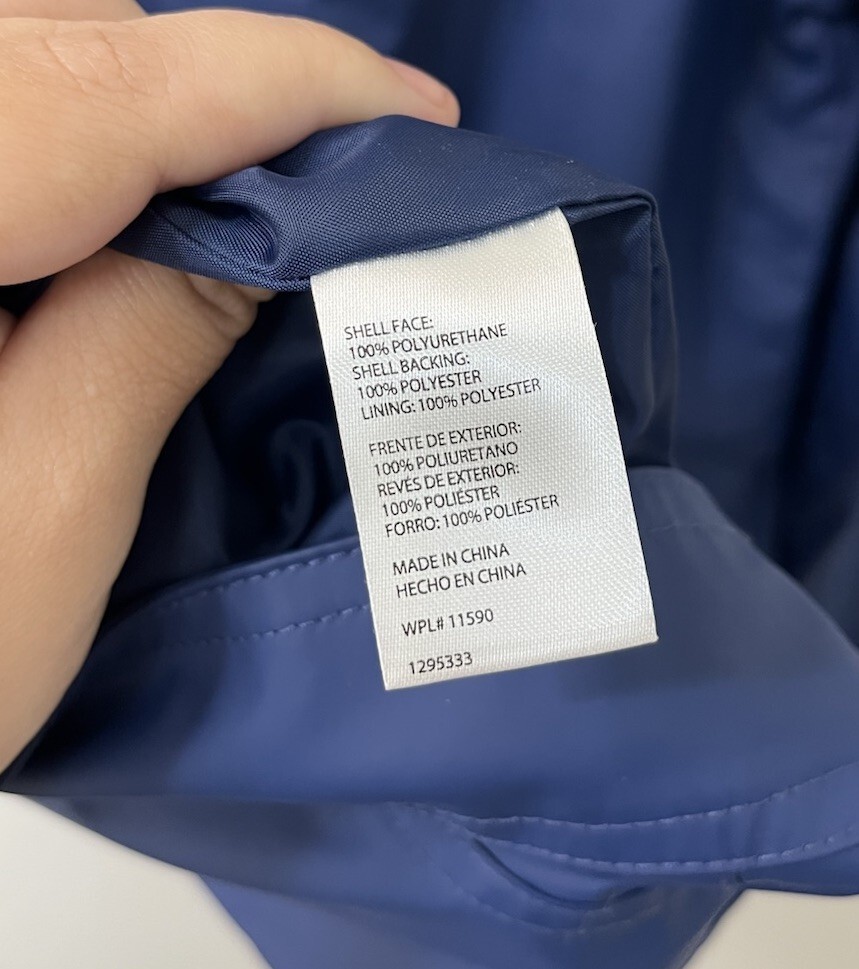 SHELL FACE:
100% POLYURETHANE
SHELL BACKING:
100% POLYESTER
LINING: 100% POLYESTER
FRENTE DE EXTERIOR:
100% POLIURETANO
REVÉS DE EXTERIOR:
100% POLIÉSTER
FORRO: 100% POLIÉSTER
MADE IN CHINA
HECHO EN CHINA
WPL# 11590
1295333